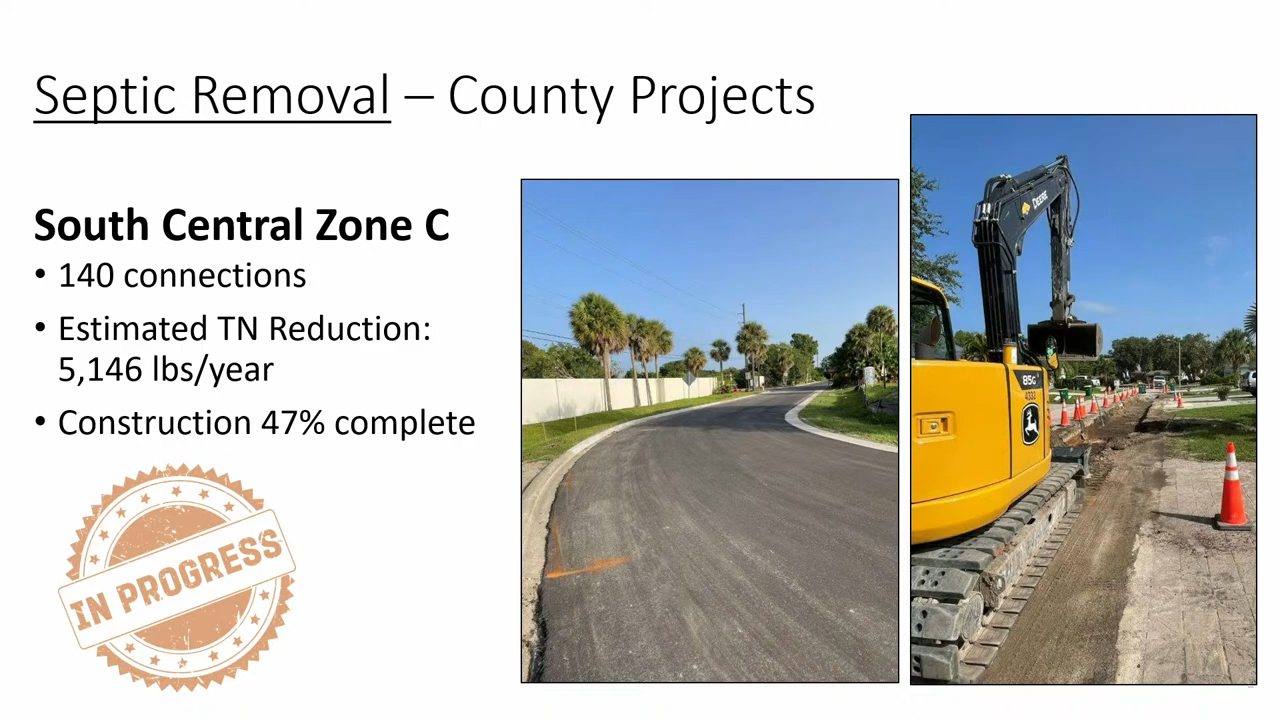 Septic Removal – County Projects
South Central Zone C
• 140 connections
• Estimated TN Reduction:
5,146 lbs/year
• Construction 47% complete
IN PROGRESS
DEERE
85G
4332